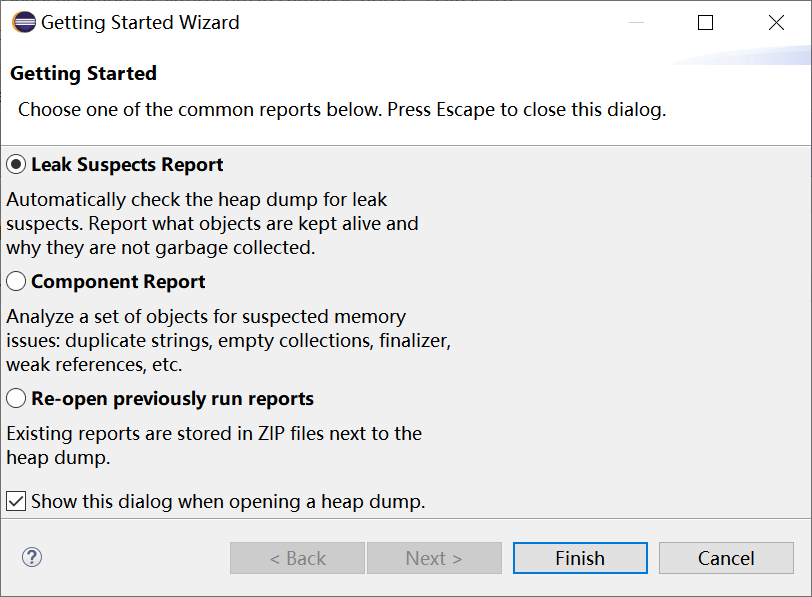 Getting Started Wizard
Getting Started
Choose one of the common reports below. Press Escape to close this dialog.
Leak Suspects Report
Automatically check the heap dump for leak
suspects. Report what objects are kept alive and
why they are not garbage collected.
Component Report
Analyze a set of objects for suspected memory
issues: duplicate strings, empty collections, finalizer,
weak references, etc.
Re-open previously run reports
Existing reports are stored in ZIP files next to the
heap dump.
Show this dialog when opening a heap dump.
? < Back Next > Finish Cancel